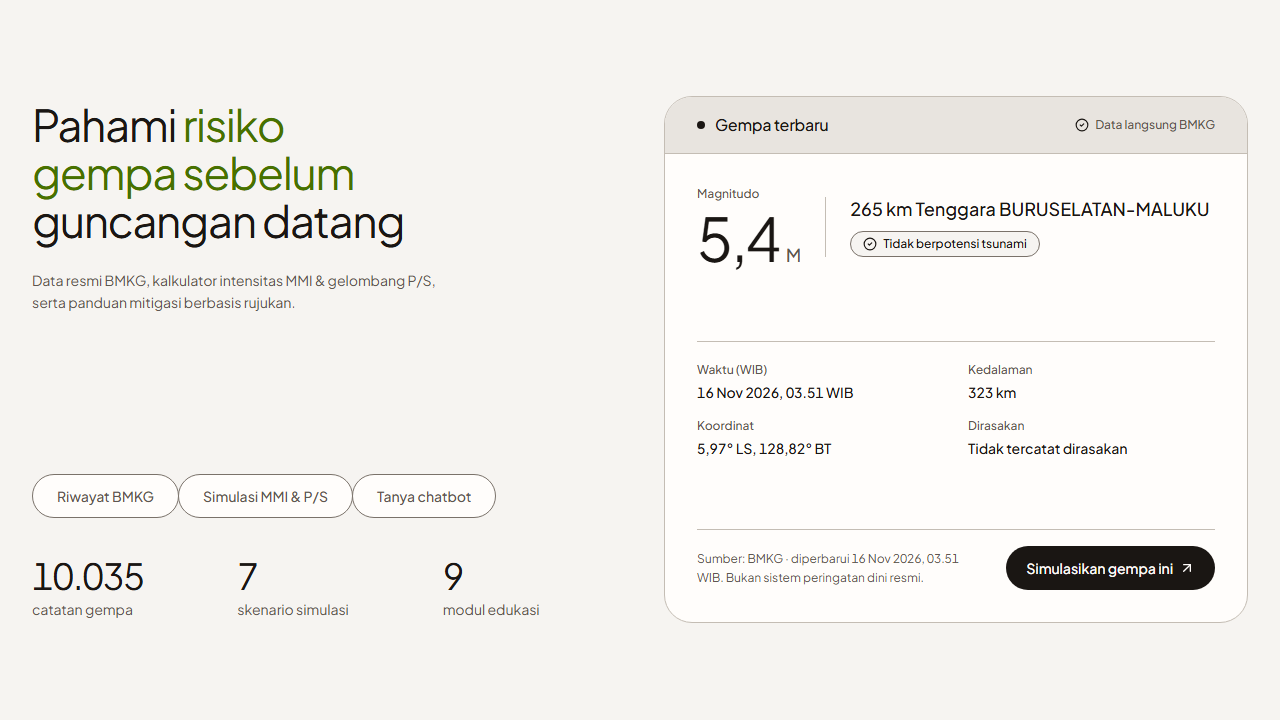 Pahami risiko
gempa sebelum
guncangan datang
Data resmi BMKG, kalkulator intensitas MMI & gelombang P/S,
serta panduan mitigasi berbasis rujukan.
Riwayat BMKG
Simulasi MMI & P/S
Tanya chatbot
10.035
catatan gempa
7
skenario simulasi
9
modul edukasi
Gempa terbaru
Data langsung BMKG
Magnitudo
5,4 M
265 km Tenggara BURUSELATAN-MALUKU
Tidak berpotensi tsunami
Waktu (WIB)
16 Nov 2026, 03.51 WIB
Kedalaman
323 km
Koordinat
5,97° LS, 128,82° BT
Dirasakan
Tidak tercatat dirasakan
Sumber: BMKG · diperbarui 16 Nov 2026, 03.51
WIB. Bukan sistem peringatan dini resmi.
Simulasikan gempa ini